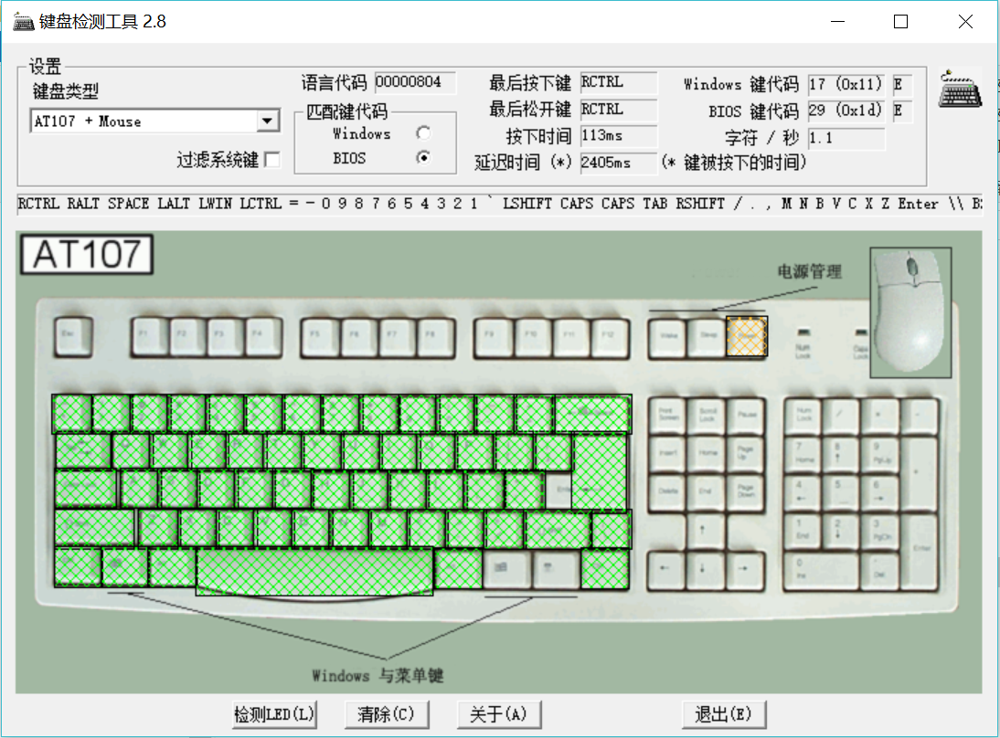 键盘检测工具 2.8
设置
键盘类型
AT107 + Mouse
过滤系统键
语言代码 00000804
匹配键代码
Windows
BIOS
最后按下键 RCTRL
最后松开键 RCTRL
按下时间 113ms
延迟时间 (*) 2405ms (* 键被按下的时间)
Windows 键代码 17 (0x11) E
BIOS 键代码 29 (0x1d) E
字符 / 秒 1.1
RCTRL RALT SPACE LALT LWIN LCTRL = - 0 9 8 7 6 5 4 3 2 1 ` LSHIFT CAPS CAPS TAB RSHIFT / . , M N B V C X Z Enter \\
AT107
电源管理
Esc F1 F2 F3 F4 F5 F6 F7 F8 F9 F10 F11 F12 Wake Sleep
Num Lock
Caps Lock
Print Screen Scroll Lock Pause Num Lock / * -
Insert Home Page Up 7 Home 8 ↑ 9 PgUp +
Delete End Page Down 4 ← 5 6 →
↑ 1 End 2 ↓ 3 PgDn Enter
← ↓ → 0 Ins Del
Windows 与菜单键
检测LED(L)
清除(C)
关于(A)
退出(E)